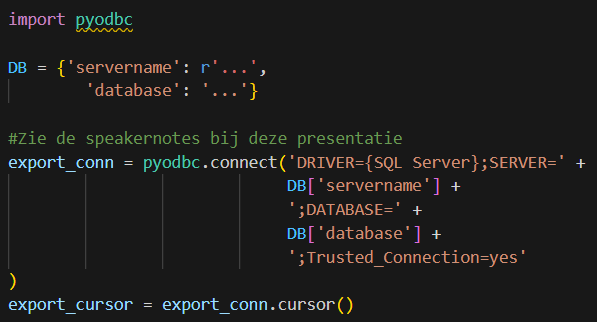 import pyodbc
DB = {'servername': r'...',
'database': '...'}
#Zie de speakernotes bij deze presentatie
export_conn = pyodbc.connect('DRIVER={SQL Server};SERVER=' +
DB['servername'] +
';DATABASE=' +
DB['database'] +
';Trusted_Connection=yes'
)
export_cursor = export_conn.cursor()